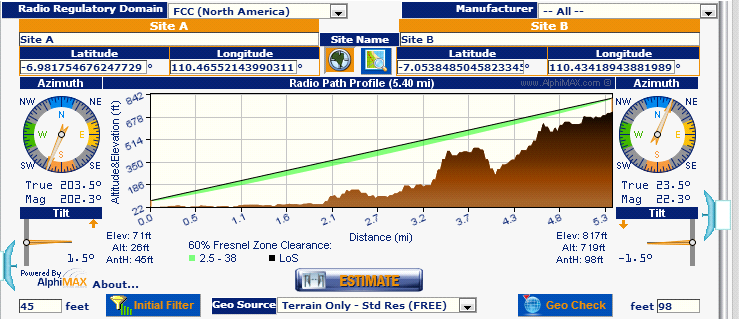 Radio Regulatory Domain FCC (North America) Manufacturer -- All --
Site A Site B
Site A Site Name Site B
Latitude Longitude Latitude Longitude
-6.981754676247729 ° 110.46552143990311 ° -7.0538485045823345 ° 110.43418943881989 °
Azimuth Radio Path Profile (5.40 mi) Azimuth
www.AlphiMAX.com ©
NW N NE
W E
SW S SE
True 203.5°
Mag 202.3°
Tilt
1.5°
Altitude&Elevation (ft)
842
678
514
350
186
22
0.0 0.5 1.1 1.6 2.1 2.7 3.2 3.7 4.3 4.8 5.3
Distance (mi)
NW N NE
W E
SW S SE
True 23.5°
Mag 22.3°
Tilt
-1.5°
Elev: 71ft
Alt: 26ft
AntH: 45ft
60% Fresnel Zone Clearance:
2.5 - 38 LoS
Elev: 817ft
Alt: 719ft
AntH: 98ft
Powered By
AlphiMAX About...
ESTIMATE
45 feet Initial Filter Geo Source Terrain Only - Std Res (FREE) Geo Check feet 98